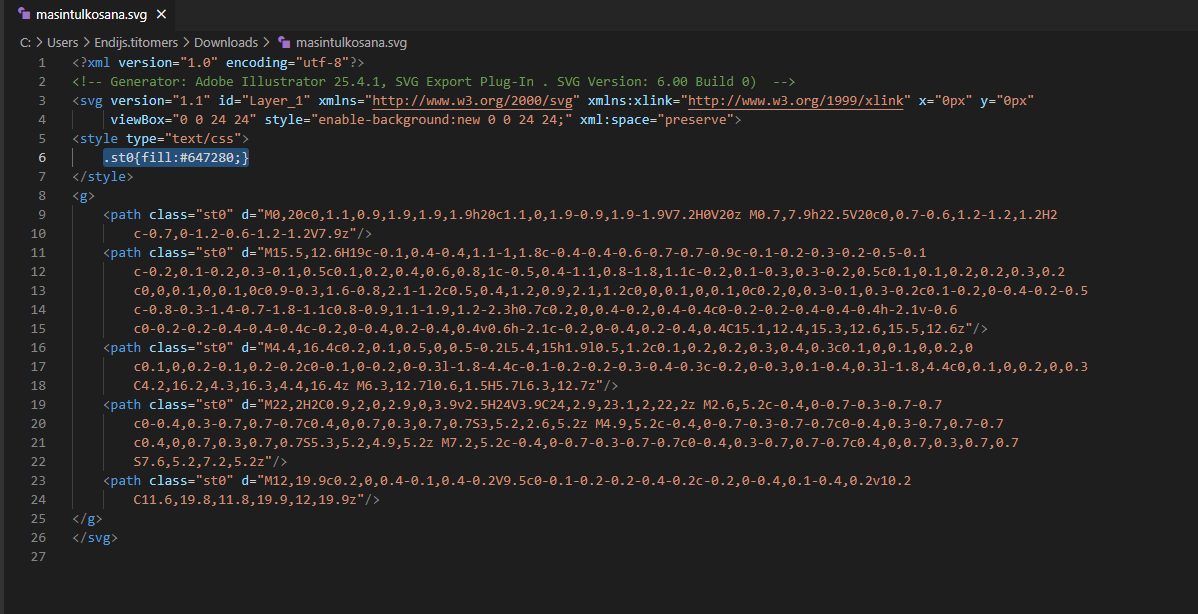 masintulkosana.svg ×
C: > Users > Endijs.titomers > Downloads > masintulkosana.svg
1 <?xml version="1.0" encoding="utf-8"?>
2 <!-- Generator: Adobe Illustrator 25.4.1, SVG Export Plug-In . SVG Version: 6.00 Build 0)  -->
3 <svg version="1.1" id="Layer_1" xmlns="http://www.w3.org/2000/svg" xmlns:xlink="http://www.w3.org/1999/xlink" x="0px" y="0px"
4 viewBox="0 0 24 24" style="enable-background:new 0 0 24 24;" xml:space="preserve">
5 <style type="text/css">
6 .st0{fill:#647280;}
7 </style>
8 <g>
9 <path class="st0" d="M0,20c0,1.1,0.9,1.9,1.9,1.9h20c1.1,0,1.9-0.9,1.9-1.9V7.2H0V20z M0.7,7.9h22.5V20c0,0.7-0.6,1.2-1.2,1.2H2
10 c-0.7,0-1.2-0.6-1.2-1.2V7.9z"/>
11 <path class="st0" d="M15.5,12.6H19c-0.1,0.4-0.4,1.1-1,1.8c-0.4-0.4-0.6-0.7-0.7-0.9c-0.1-0.2-0.3-0.2-0.5-0.1
12 c-0.2,0.1-0.2,0.3-0.1,0.5c0.1,0.2,0.4,0.6,0.8,1c-0.5,0.4-1.1,0.8-1.8,1.1c-0.2,0.1-0.3,0.3-0.2,0.5c0.1,0.1,0.2,0.2,0.3,0.2
13 c0,0,0.1,0,0.1,0c0.9-0.3,1.6-0.8,2.1-1.2c0.5,0.4,1.2,0.9,2.1,1.2c0,0,0.1,0,0.1,0c0.2,0,0.3-0.1,0.3-0.2c0.1-0.2,0-0.4-0.2-0.5
14 c-0.8-0.3-1.4-0.7-1.8-1.1c0.8-0.9,1.1-1.9,1.2-2.3h0.7c0.2,0,0.4-0.2,0.4-0.4c0-0.2-0.2-0.4-0.4-0.4h-2.1v-0.6
15 c0-0.2-0.2-0.4-0.4-0.4c-0.2,0-0.4,0.2-0.4,0.4v0.6h-2.1c-0.2,0-0.4,0.2-0.4,0.4C15.1,12.4,15.3,12.6,15.5,12.6z"/>
16 <path class="st0" d="M4.4,16.4c0.2,0.1,0.5,0,0.5-0.2L5.4,15h1.9l0.5,1.2c0.1,0.2,0.2,0.3,0.4,0.3c0.1,0,0.1,0,0.2,0
17 c0.1,0,0.2-0.1,0.2-0.2c0-0.1,0-0.2,0-0.3l-1.8-4.4c-0.1-0.2-0.2-0.3-0.4-0.3c-0.2,0-0.3,0.1-0.4,0.3l-1.8,4.4c0,0.1,0,0.2,0,0.3
18 C4.2,16.2,4.3,16.3,4.4,16.4z M6.3,12.7l0.6,1.5H5.7L6.3,12.7z"/>
19 <path class="st0" d="M22,2H2C0.9,2,0,2.9,0,3.9v2.5H24V3.9C24,2.9,23.1,2,22,2z M2.6,5.2c-0.4,0-0.7-0.3-0.7-0.7
20 c0-0.4,0.3-0.7,0.7-0.7c0.4,0,0.7,0.3,0.7,0.7S3,5.2,2.6,5.2z M4.9,5.2c-0.4,0-0.7-0.3-0.7-0.7c0-0.4,0.3-0.7,0.7-0.7
21 c0.4,0,0.7,0.3,0.7,0.7S5.3,5.2,4.9,5.2z M7.2,5.2c-0.4,0-0.7-0.3-0.7-0.7c0-0.4,0.3-0.7,0.7-0.7c0.4,0,0.7,0.3,0.7,0.7
22 S7.6,5.2,7.2,5.2z"/>
23 <path class="st0" d="M12,19.9c0.2,0,0.4-0.1,0.4-0.2V9.5c0-0.1-0.2-0.2-0.4-0.2c-0.2,0-0.4,0.1-0.4,0.2v10.2
24 C11.6,19.8,11.8,19.9,12,19.9z"/>
25 </g>
26 </svg>
27